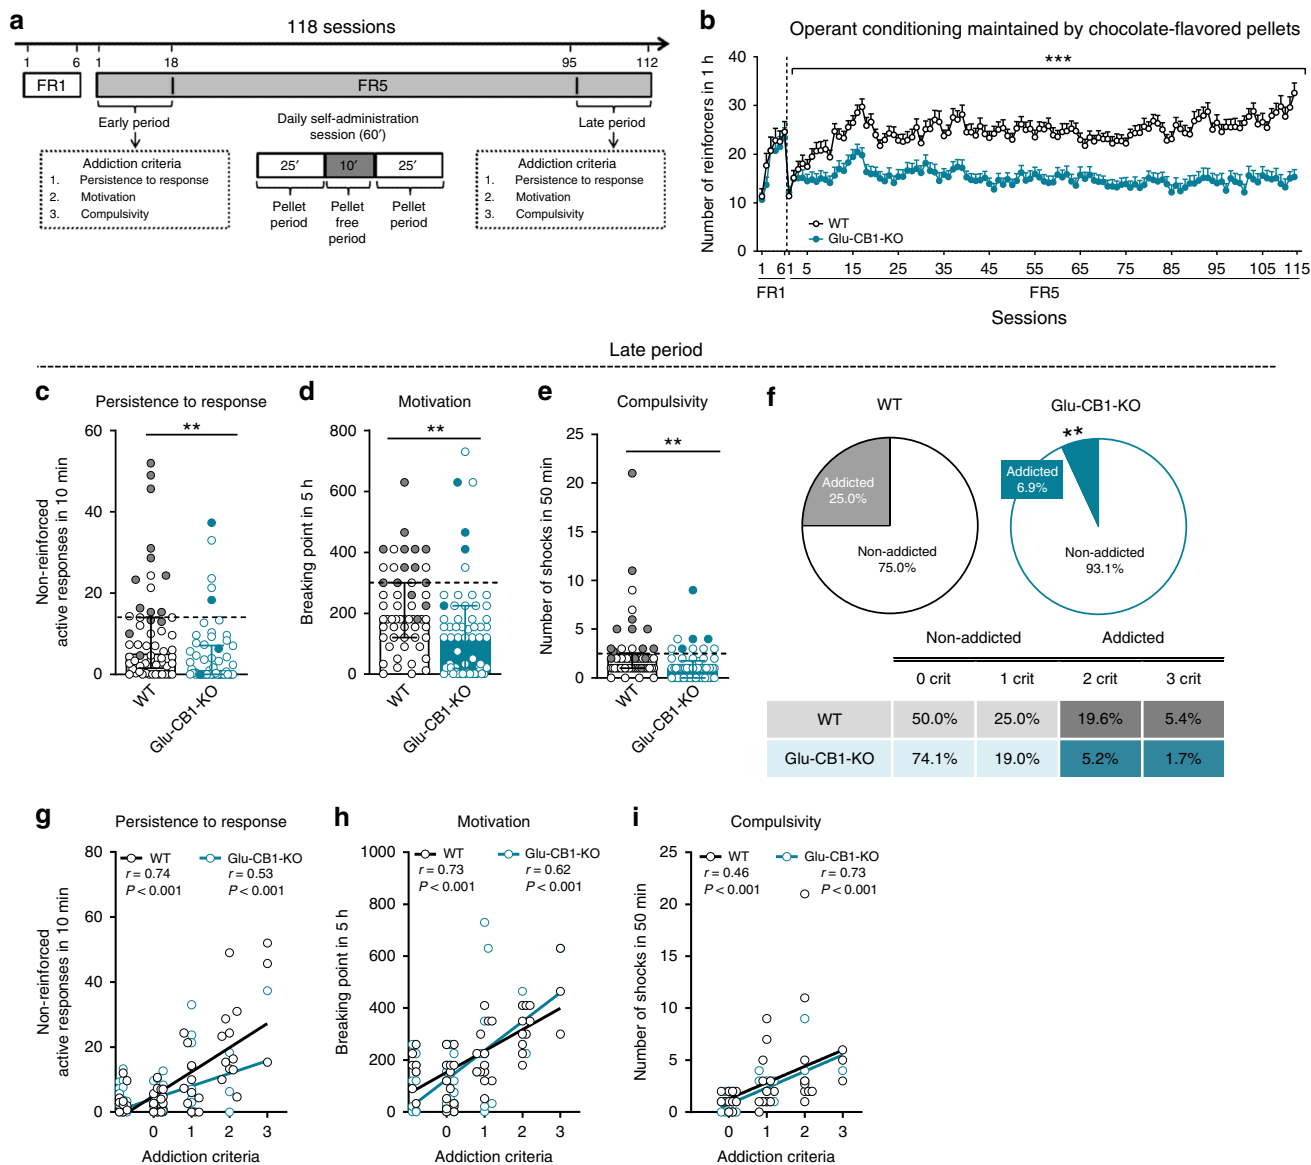 a
118 sessions
1 6 1 18 95 112
FR1 FR5
Early period
Daily self-administration
session (60′)
Late period
Addiction criteria
1. Persistence to response
2. Motivation
3. Compulsivity
25′ 10′ 25′
Pellet
period
Pellet
free
period
Pellet
period
Addiction criteria
1. Persistence to response
2. Motivation
3. Compulsivity
b
Operant conditioning maintained by chocolate-flavored pellets
***
Number of reinforcers in 1 h
40
30
20
10
0
WT
Glu-CB1-KO
1 6 1 5 15 25 35 45 55 65 75 85 95 105 115
FR1 FR5
Sessions
Late period
c
Persistence to response
**
Non-reinforced
active responses in 10 min
60
40
20
0
WT
Glu-CB1-KO
d
Motivation
**
Breaking point in 5 h
800
600
400
200
0
WT
Glu-CB1-KO
e
Compulsivity
**
Number of shocks in 50 min
25
20
15
10
5
0
WT
Glu-CB1-KO
f
WT
Addicted
25.0%
Non-addicted
75.0%
Glu-CB1-KO
**
Addicted
6.9%
Non-addicted
93.1%
Non-addicted Addicted
0 crit 1 crit 2 crit 3 crit
WT 50.0% 25.0% 19.6% 5.4%
Glu-CB1-KO 74.1% 19.0% 5.2% 1.7%
g
Persistence to response
WT Glu-CB1-KO
r = 0.74 r = 0.53
P < 0.001 P < 0.001
Non-reinforced
active responses in 10 min
80
60
40
20
0
0 1 2 3
Addiction criteria
h
Motivation
WT Glu-CB1-KO
r = 0.73 r = 0.62
P < 0.001 P < 0.001
Breaking point in 5 h
1000
800
600
400
200
0
0 1 2 3
Addiction criteria
i
Compulsivity
WT Glu-CB1-KO
r = 0.46 r = 0.73
P < 0.001 P < 0.001
Number of shocks in 50 min
25
20
15
10
5
0
0 1 2 3
Addiction criteria